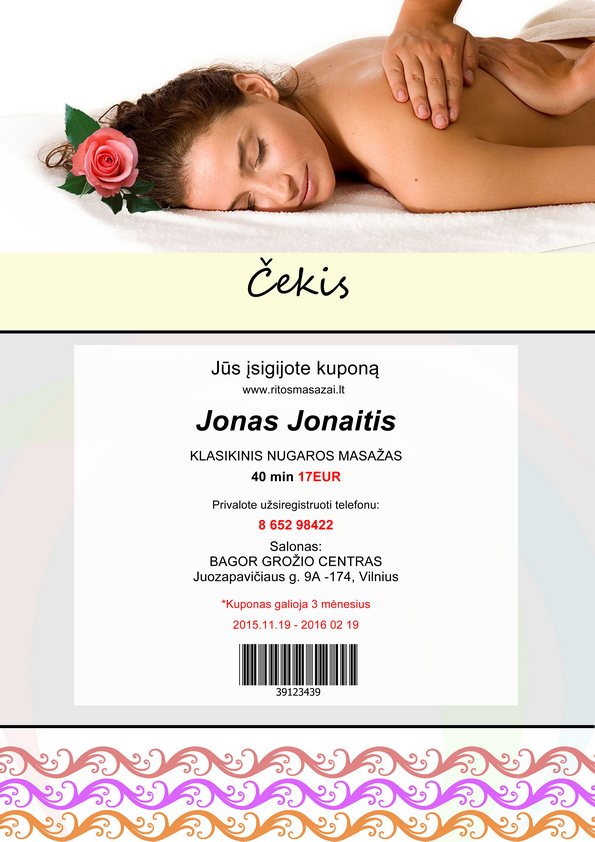 Čekis
Jūs įsigijote kuponą
www.ritosmasazai.lt
Jonas Jonaitis
KLASIKINIS NUGAROS MASAŽAS
40 min 17EUR
Privalote užsiregistruoti telefonu:
8 652 98422
Salonas:
BAGOR GROŽIO CENTRAS
Juozapavičiaus g. 9A -174, Vilnius
*Kuponas galioja 3 mėnesius
2015.11.19 - 2016 02 19
39123439